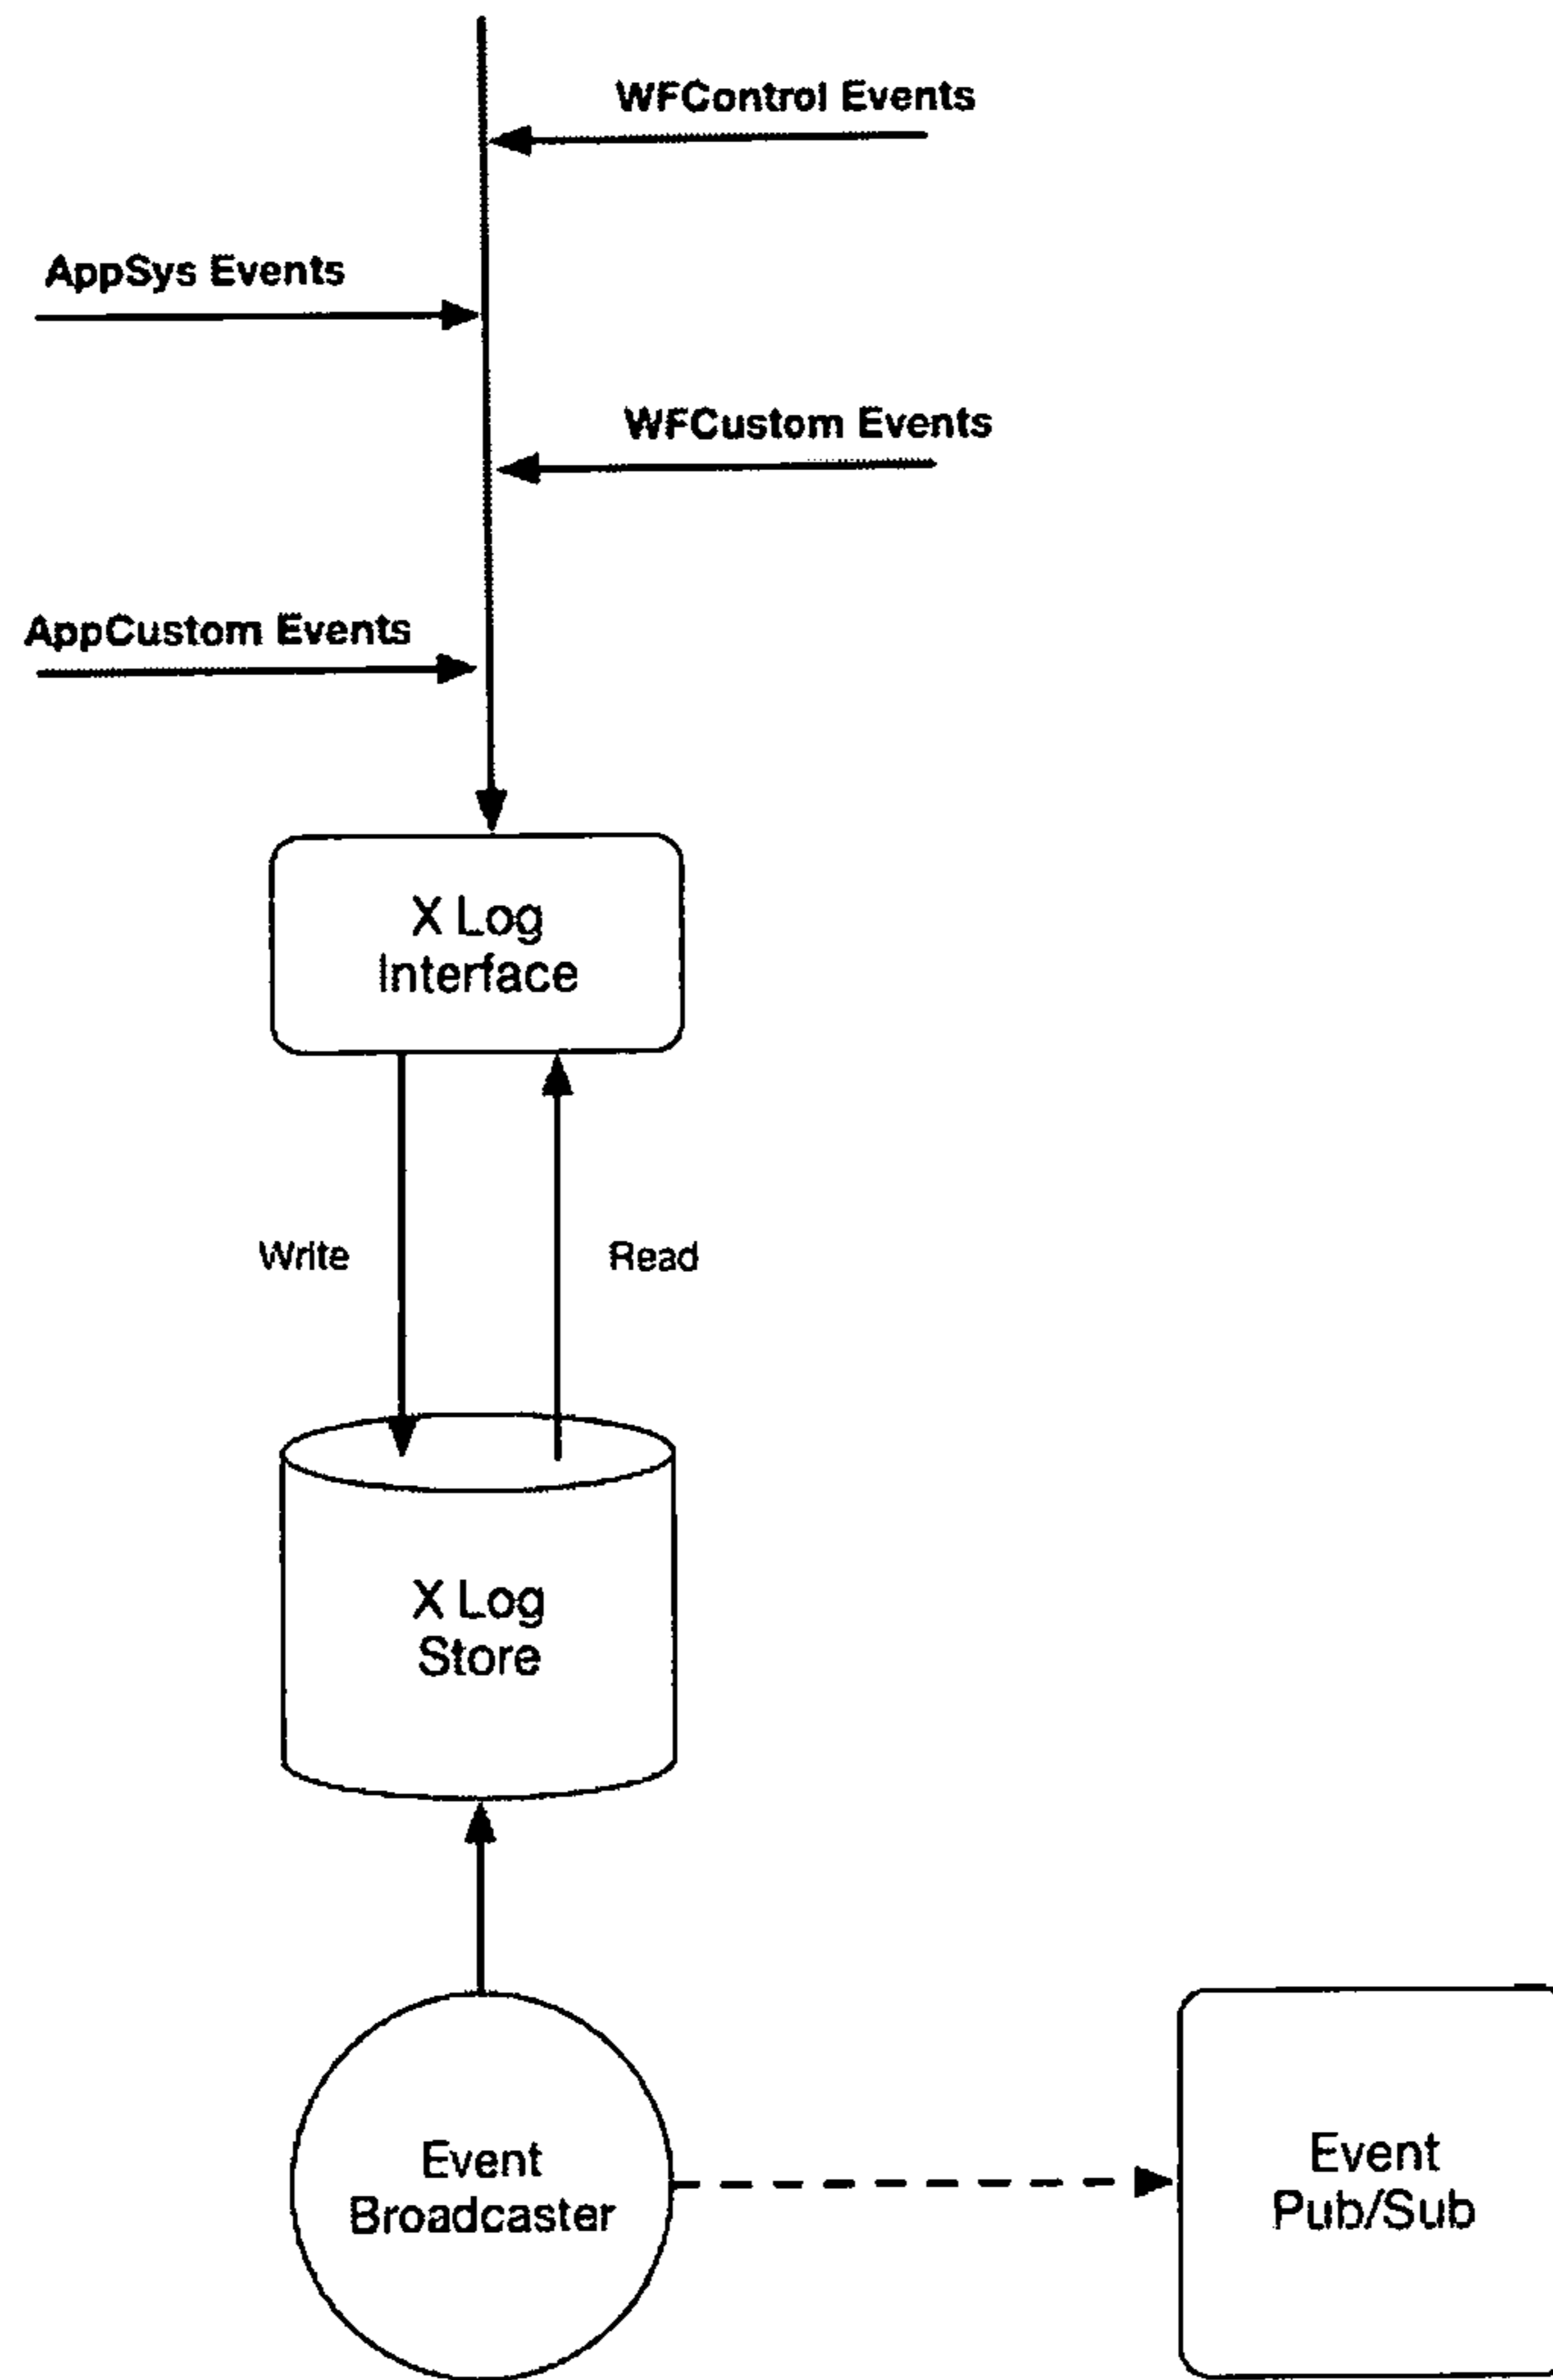 WFControl Events
AppSys Events
WFCustom Events
AppCustom Events
X Log
Interface
Write
Read
X Log
Store
Event
Broadcaster
Event
Pub/Sub